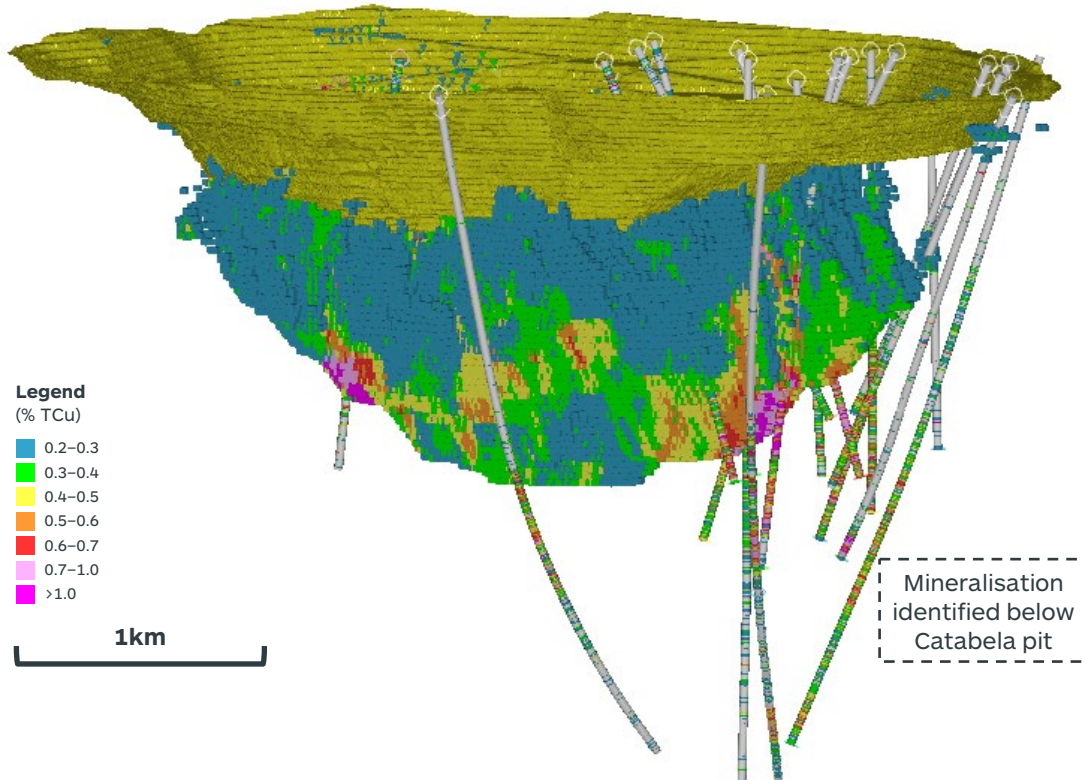 Legend
(% TCu)
0.2–0.3
0.3–0.4
0.4–0.5
0.5–0.6
0.6–0.7
0.7–1.0
>1.0
1km
Mineralisation
identified below
Catabela pit